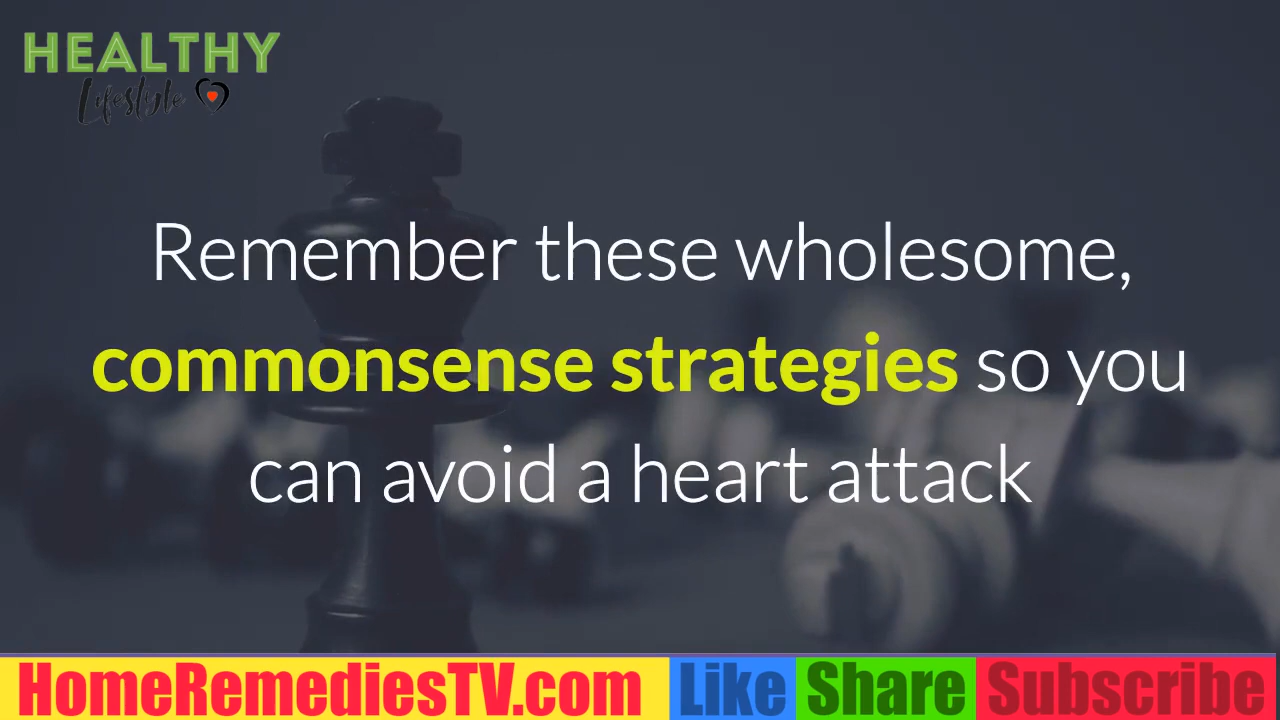 HEALTHY
Lifestyle
Remember these wholesome,
commonsense strategies so you
can avoid a heart attack
HomeRemediesTV.com Like Share Subscribe